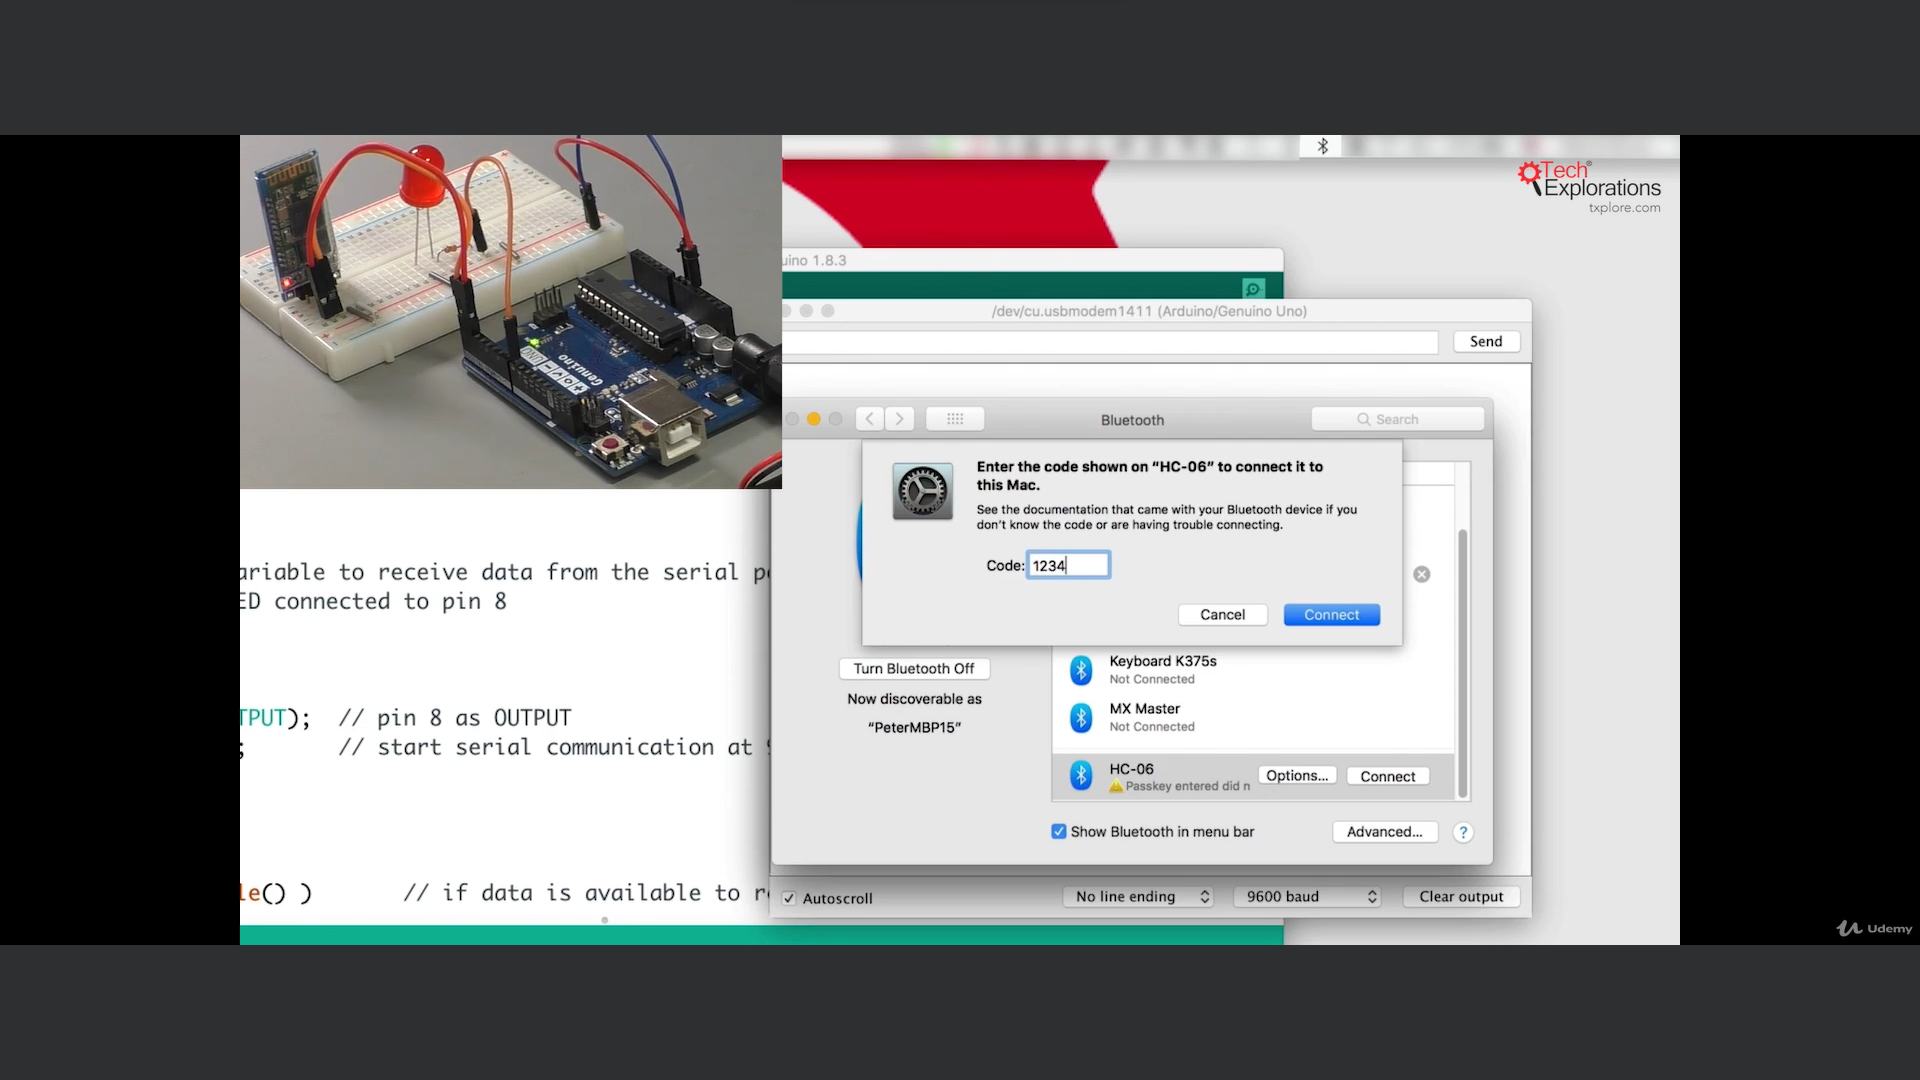 Tech
Explorations
txplore.com
uino 1.8.3
/dev/cu.usbmodem1411 (Arduino/Genuino Uno)
Send
Bluetooth
Search
Enter the code shown on “HC-06” to connect it to
this Mac.
See the documentation that came with your Bluetooth device if you
don’t know the code or are having trouble connecting.
Code: 1234
Cancel
Connect
Turn Bluetooth Off
Now discoverable as
“PeterMBP15”
Keyboard K375s
Not Connected
MX Master
Not Connected
HC-06
Passkey entered did n
Options...
Connect
Show Bluetooth in menu bar
Advanced...
?
Autoscroll
No line ending
9600 baud
Clear output
ariable to receive data from the serial p
ED connected to pin 8
TPUT); // pin 8 as OUTPUT
; // start serial communication at 9
le() ) // if data is available to r
Genuino
UNO
Udemy